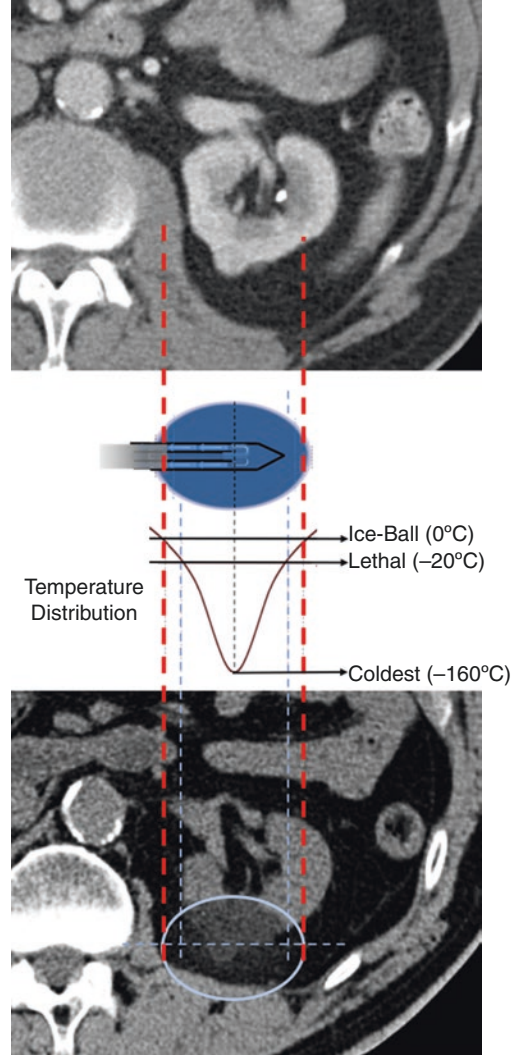 Ice-Ball (0ºC)
Lethal (–20ºC)
Temperature
Distribution
Coldest (–160ºC)